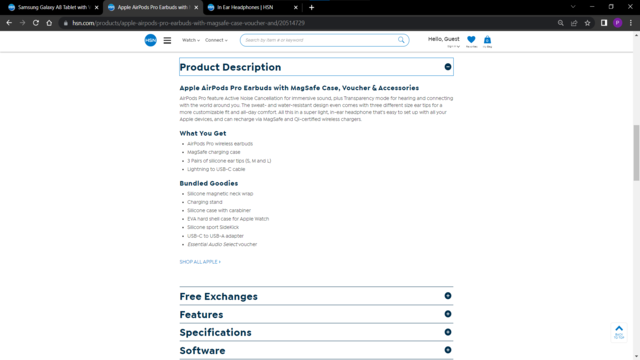 Samsung Galaxy A8 Tablet with V
Apple AirPods Pro Earbuds with M
In Ear Headphones | HSN
hsn.com/products/apple-airpods-pro-earbuds-with-magsafe-case-voucher-and/20514729
P
HSN
Watch
Connect
Search by item # or keyword
Hello, Guest
Product Description
Apple AirPods Pro Earbuds with MagSafe Case, Voucher & Accessories
AirPods Pro feature Active Noise Cancellation for immersive sound, plus Transparency mode for hearing and connecting
with the world around you. The sweat- and water-resistant design even comes with three different size ear tips for a
more customizable fit and all-day comfort. All this in a super light, in-ear headphone that's easy to set up with all your
Apple devices, and can recharge via MagSafe and Qi-certified wireless chargers.
What You Get
AirPods Pro wireless earbuds
MagSafe charging case
3 Pairs of silicone ear tips (S, M and L)
Lightning to USB-C cable
Bundled Goodies
Silicone magnetic neck wrap
Charging stand
Silicone case with carabiner
EVA hard shell case for Apple Watch
Silicone sport SideKick
USB-C to USB-A adapter
Essential Audio Select voucher
SHOP ALL APPLE >
Free Exchanges
Features
Specifications
Software
BACK
TO TOP